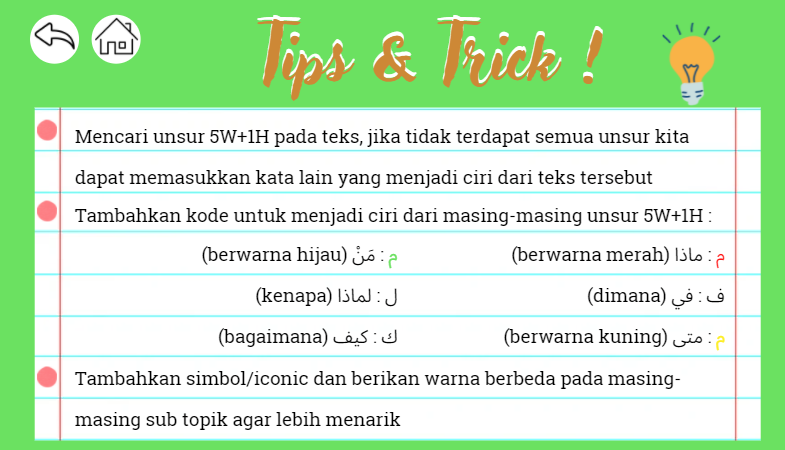 Tips & Trick !
Mencari unsur 5W+1H pada teks, jika tidak terdapat semua unsur kita
dapat memasukkan kata lain yang menjadi ciri dari teks tersebut
Tambahkan kode untuk menjadi ciri dari masing-masing unsur 5W+1H :
م : ماذا (berwarna merah)
م : مَنْ (berwarna hijau)
ف : في (dimana)
ل : لماذا (kenapa)
م : متى (berwarna kuning)
ك : كيف (bagaimana)
Tambahkan simbol/iconic dan berikan warna berbeda pada masing-
masing sub topik agar lebih menarik